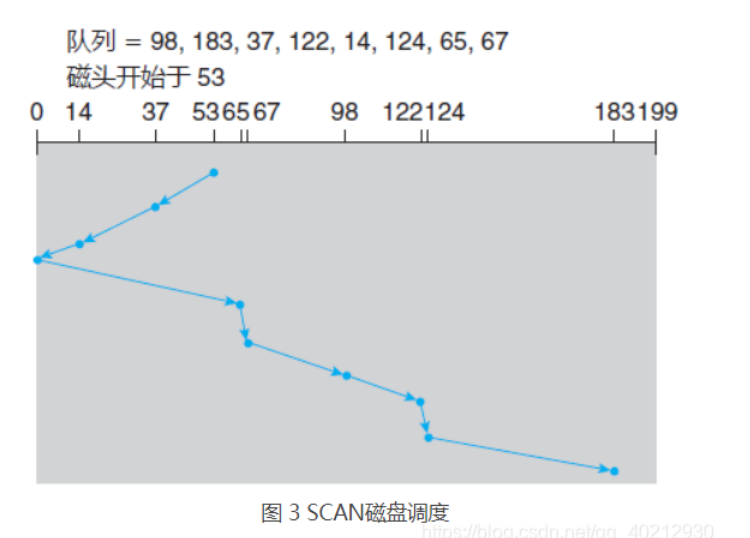 队列 = 98, 183, 37, 122, 14, 124, 65, 67
磁头开始于 53
0 14 37 53 65 67 98 122 124 183 199
图 3 SCAN磁盘调度
https://blog.csdn.net/qq_40212930